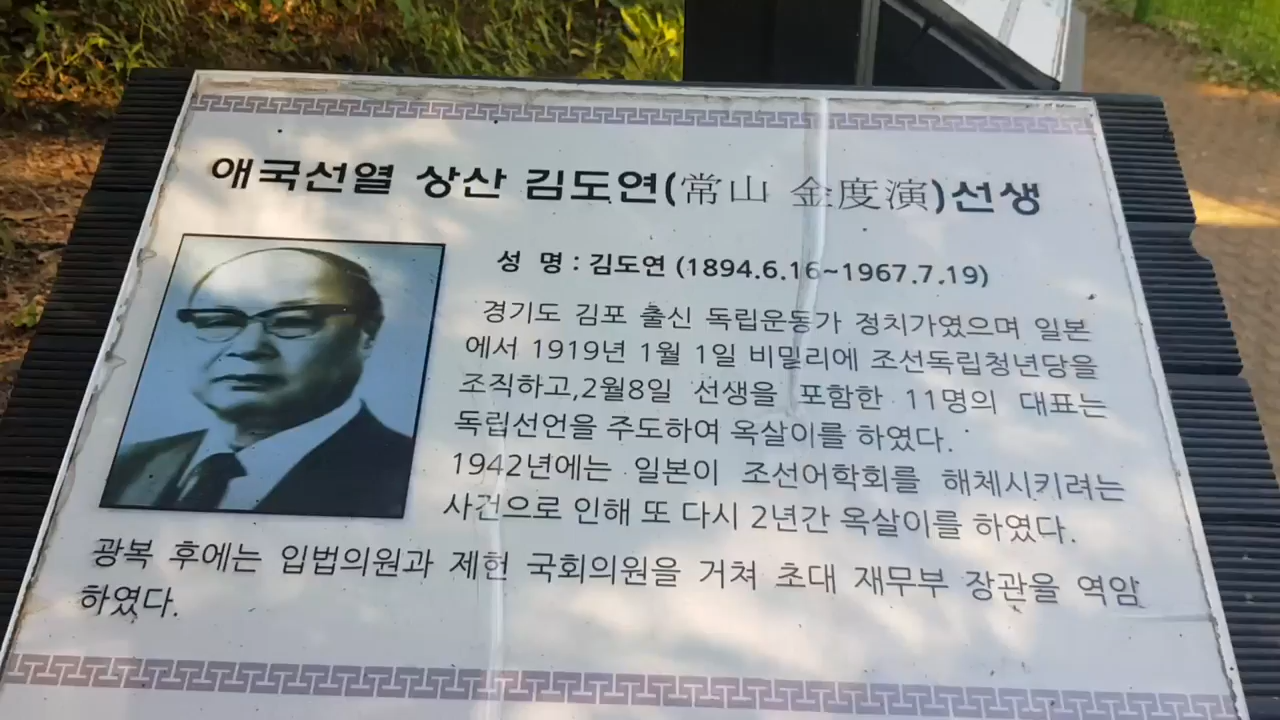 애국선열 상산 김도연(常山 金度演)선생
성 명 : 김도연 (1894.6.16~1967.7.19)
경기도 김포 출신 독립운동가 정치가였으며 일본
에서 1919년 1월 1일 비밀리에 조선독립청년당을
조직하고,2월8일 선생을 포함한 11명의 대표는
독립선언을 주도하여 옥살이를 하였다.
1942년에는 일본이 조선어학회를 해체시키려는
사건으로 인해 또 다시 2년간 옥살이를 하였다.
광복 후에는 입법의원과 제헌 국회의원을 거쳐 초대 재무부 장관을 역암
하였다.